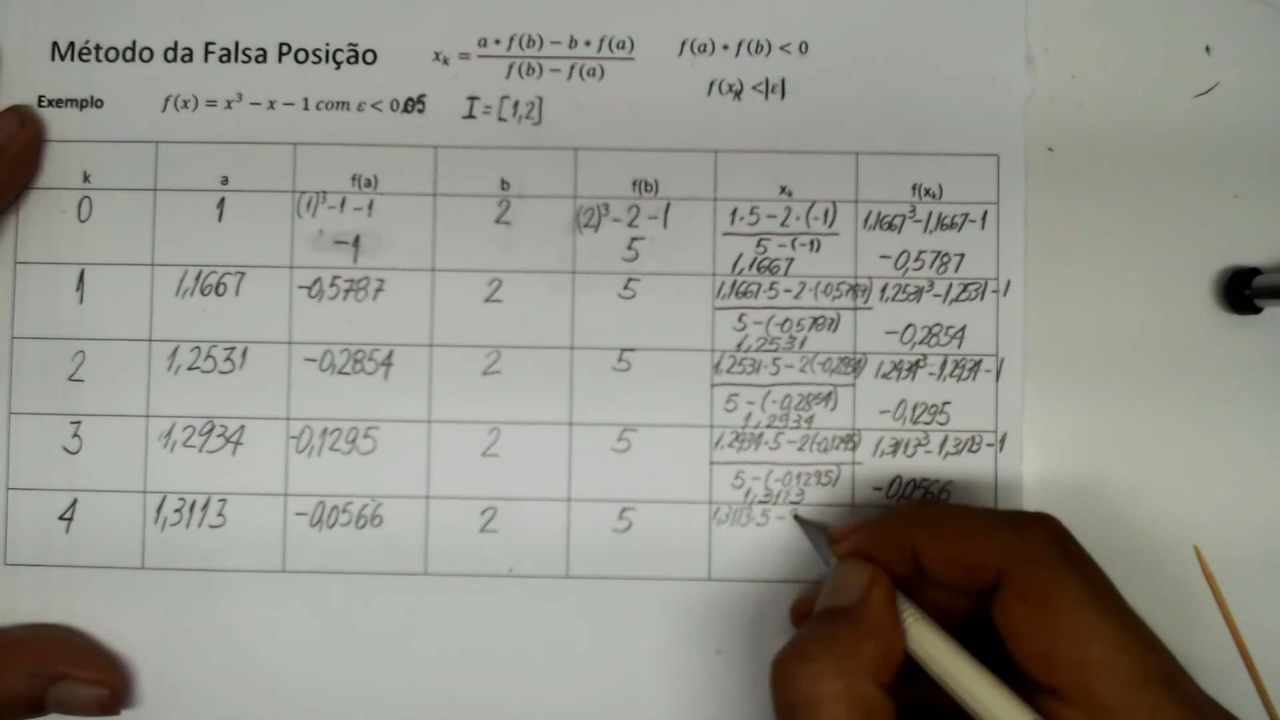 Método da Falsa Posição
x_k = (a * f(b) − b * f(a)) / (f(b) − f(a))
f(a) * f(b) < 0
f(x_k) < |ε|
Exemplo f(x) = x³ − x − 1 com ε < 0,05 I = [1,2]
k a f(a) b f(b) x_k f(x_k)
0 1 (1)³-1-1 2 (2)³-2-1 1·5-2·(-1) 1,1667³-1,1667-1
-1 5 5-(-1)
1,1667 -0,5787
1 1,1667 -0,5787 2 5 1,1667·5-2·(-0,5787) 1,2531³-1,2531-1
5-(-0,5787) -0,2854
1,2531
2 1,2531 -0,2854 2 5 1,2531·5-2(-0,2854) 1,2934³-1,2934-1
5-(-0,2854) -0,1295
1,2934
3 1,2934 -0,1295 2 5 1,2934·5-2(-0,1295) 1,3113³-1,3113-1
5-(-0,1295) -0,0566
1,3113
4 1,3113 -0,0566 2 5 1,3113·5-